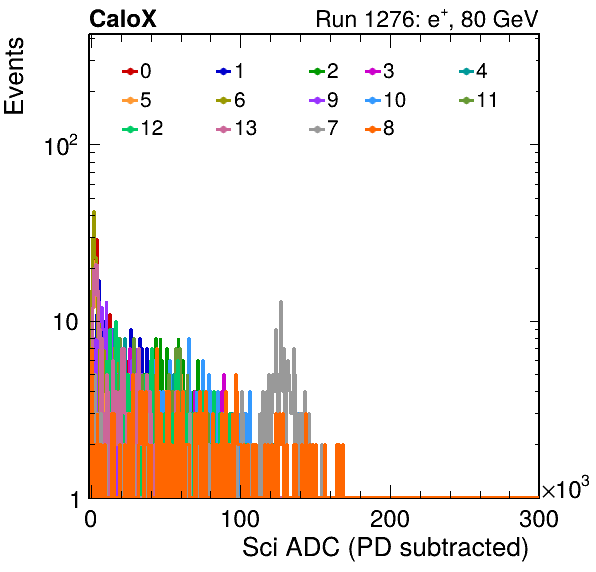 CaloX Run 1276: e⁺, 80 GeV
Events
0 1 2 3 4
5 6 9 10 11
12 13 7 8
10²
10
1
0 100 200 300
×10³
Sci ADC (PD subtracted)